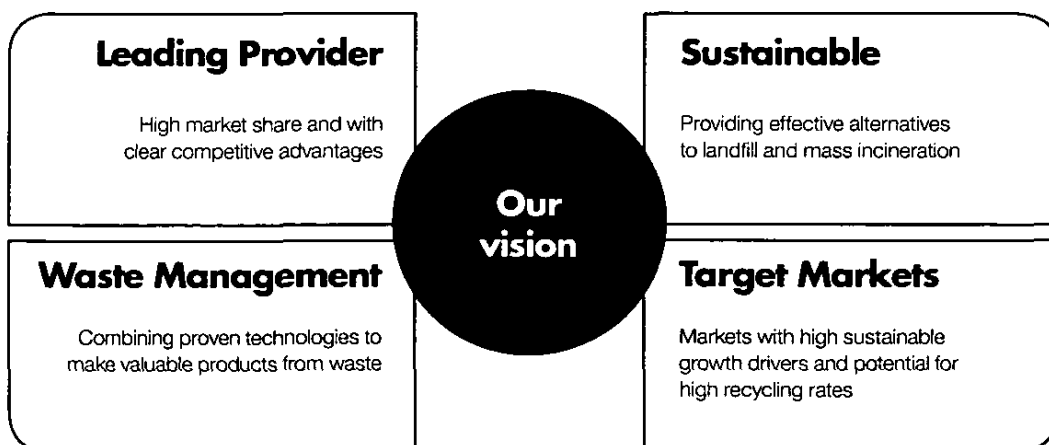 Leading Provider
High market share and with
clear competitive advantages
Sustainable
Providing effective alternatives
to landfill and mass incineration
Our
vision
Waste Management
Combining proven technologies to
make valuable products from waste
Target Markets
Markets with high sustainable
growth drivers and potential for
high recycling rates